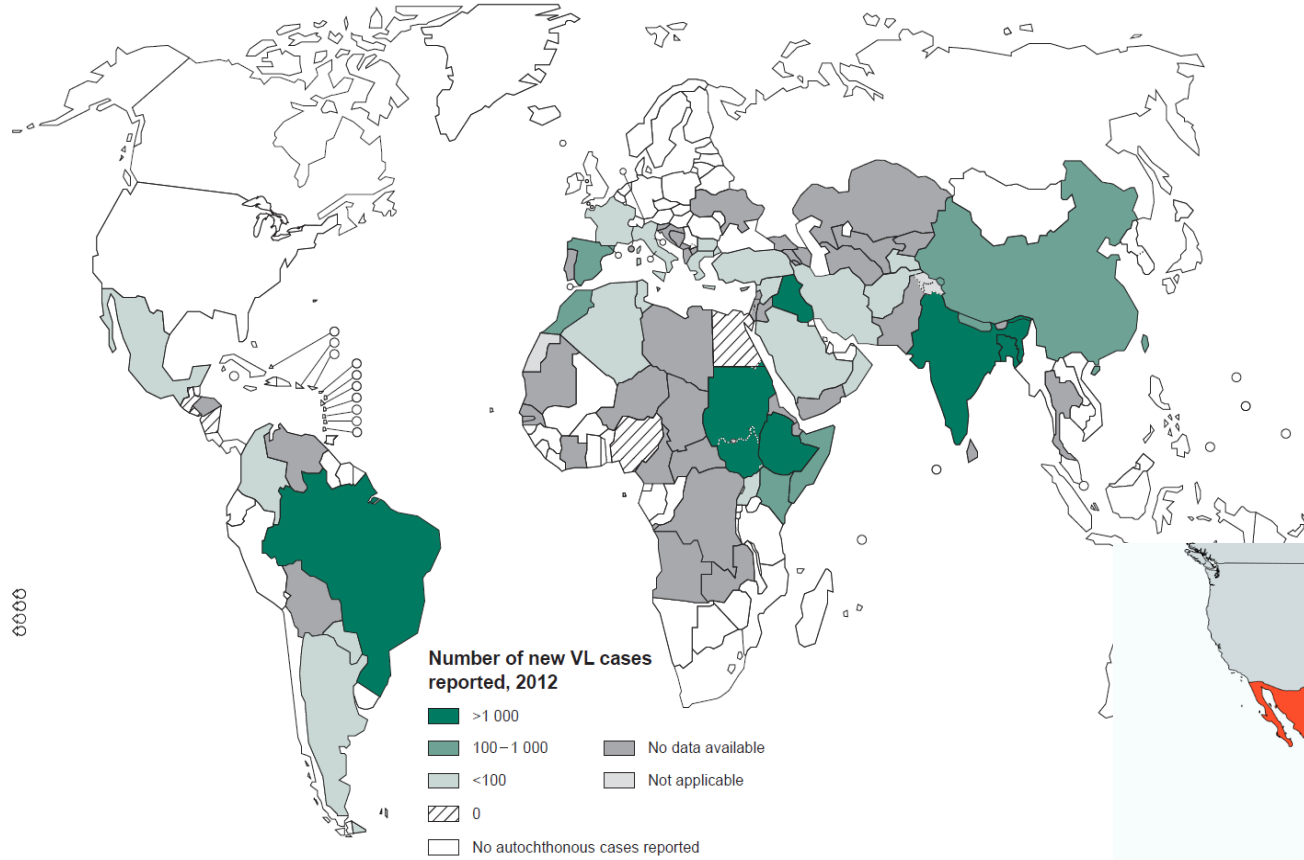 Number of new VL cases
reported, 2012
>1 000
100–1 000
<100
0
No autochthonous cases reported
No data available
Not applicable